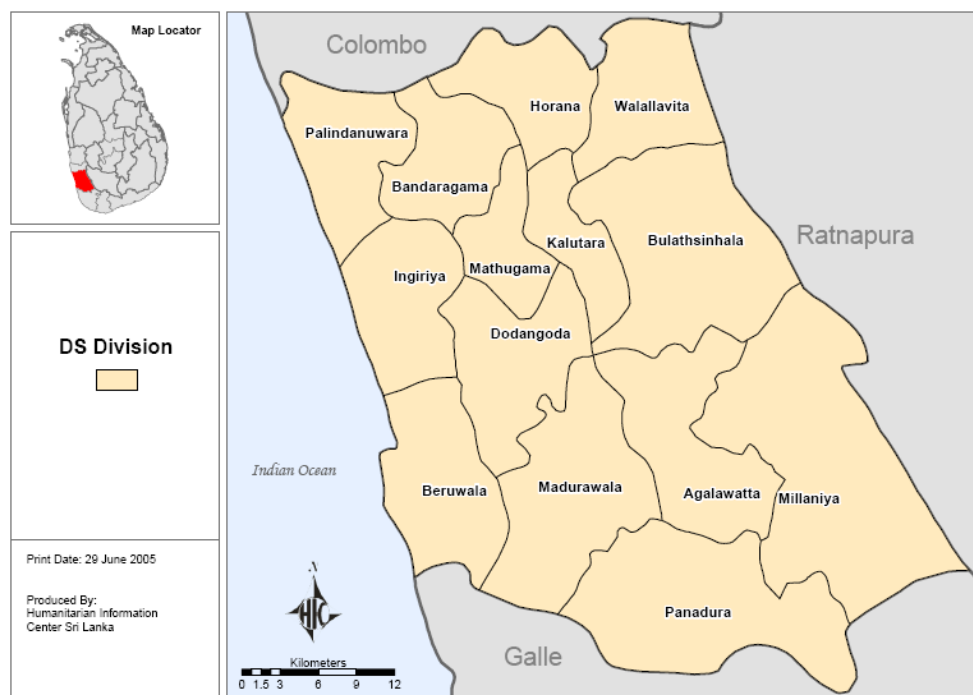 Map Locator
DS Division
Print Date: 29 June 2005
Produced By:
Humanitarian Information
Center Sri Lanka
Colombo
Horana
Walallavita
Palindanuwara
Bandaragama
Kalutara
Bulathsinhala
Ratnapura
Ingiriya
Mathugama
Dodangoda
Indian Ocean
Beruwala
Madurawala
Agalawatta
Millaniya
Panadura
Galle
N
HIC
Kilometers
0 1.5 3 6 9 12